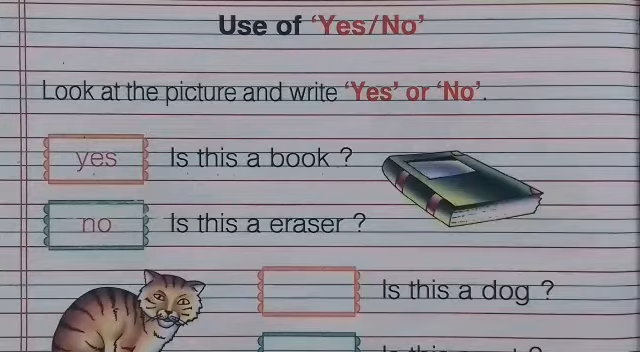 Use of 'Yes/No'
Look at the picture and write 'Yes' or 'No'.
yes Is this a book ?
no Is this a eraser ?
Is this a dog ?